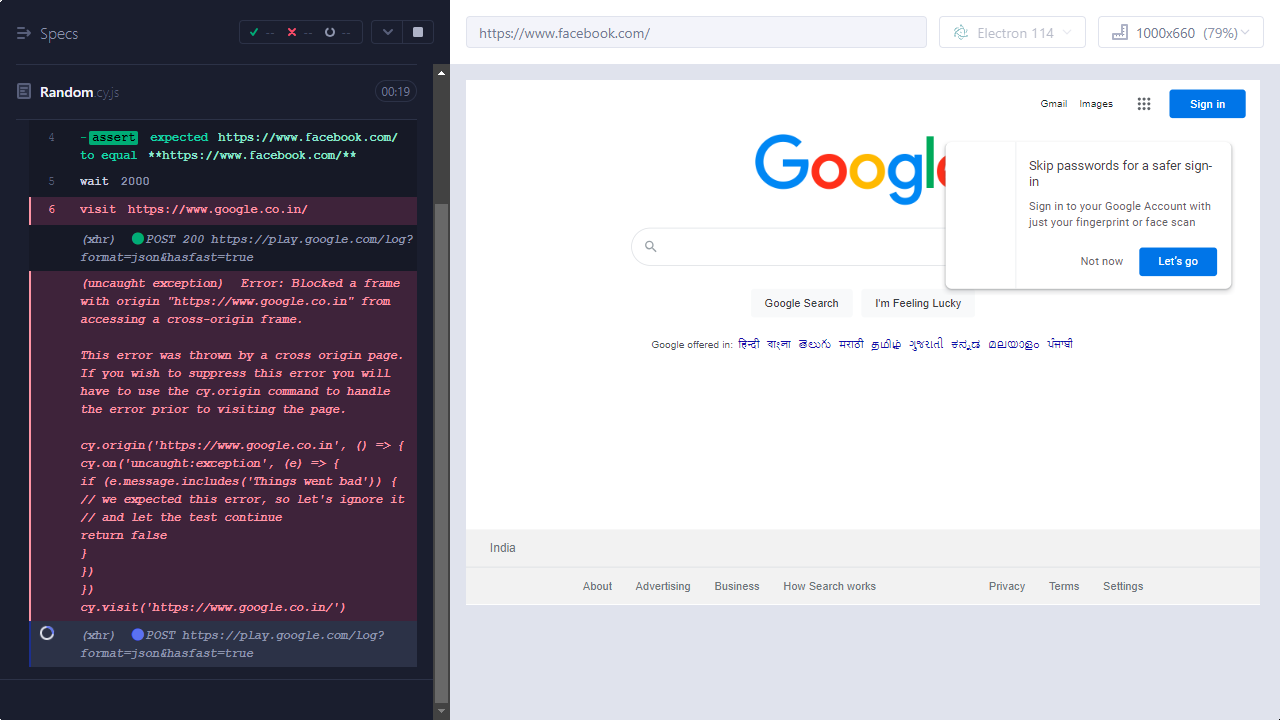 Specs
--
--
--
Random.cy.js
00:19
4
-assert expected https://www.facebook.com/
to equal **https://www.facebook.com/**
5 wait 2000
6 visit https://www.google.co.in/
(xhr) POST 200 https://play.google.com/log?
format=json&hasfast=true
(uncaught exception) Error: Blocked a frame
with origin "https://www.google.co.in" from
accessing a cross-origin frame.
This error was thrown by a cross origin page.
If you wish to suppress this error you will
have to use the cy.origin command to handle
the error prior to visiting the page.
cy.origin('https://www.google.co.in', () => {
cy.on('uncaught:exception', (e) => {
if (e.message.includes('Things went bad')) {
// we expected this error, so let's ignore it
// and let the test continue
return false
}
})
})
cy.visit('https://www.google.co.in/')
(xhr) POST https://play.google.com/log?
format=json&hasfast=true
https://www.facebook.com/
Electron 114
1000x660 (79%)
Gmail
Images
Sign in
Google
Skip passwords for a safer sign-
in
Sign in to your Google Account with
just your fingerprint or face scan
Not now
Let's go
Google Search
I'm Feeling Lucky
Google offered in: हिन्दी বাংলা తెలుగు मराठी தமிழ் ગુજરાતી ಕನ್ನಡ മലയാളം ਪੰਜਾਬੀ
India
About
Advertising
Business
How Search works
Privacy
Terms
Settings